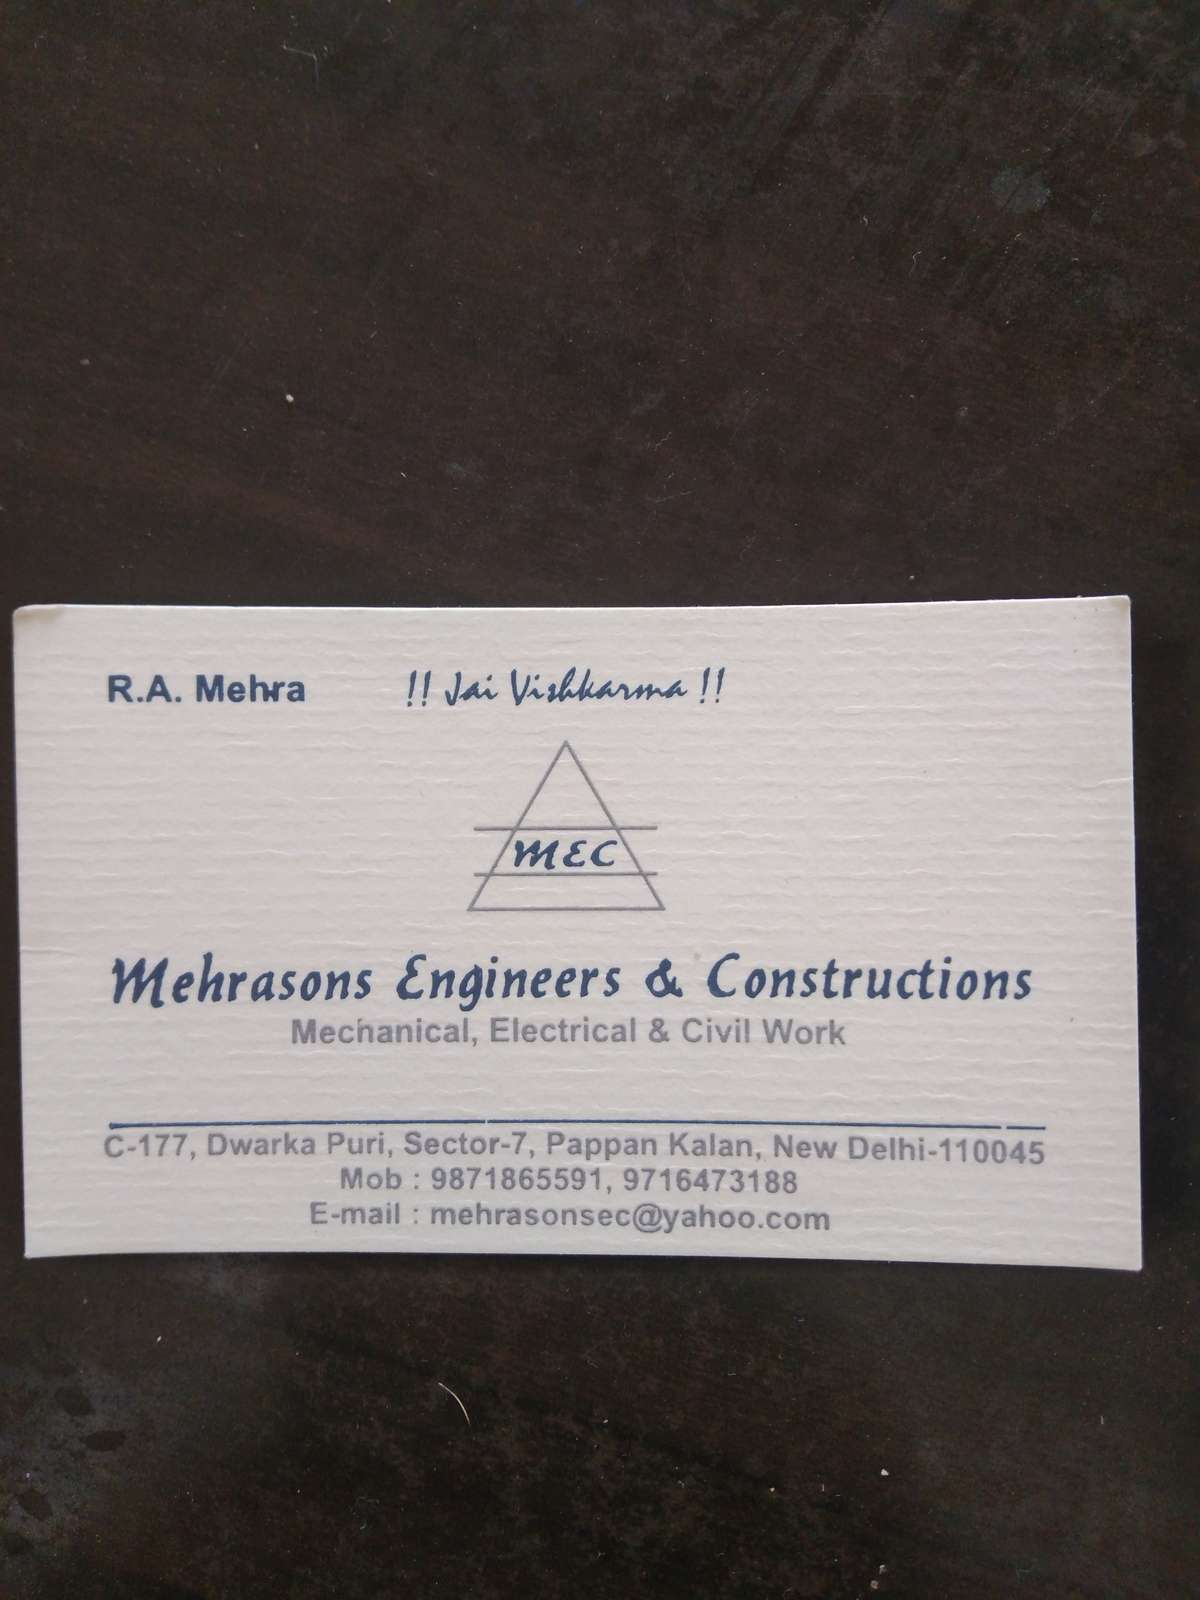 R.A. Mehra !! Jai Vishkarma !!
MEC
Mehrasons Engineers & Constructions
Mechanical, Electrical & Civil Work
C-177, Dwarka Puri, Sector-7, Pappan Kalan, New Delhi-110045
Mob : 9871865591, 9716473188
E-mail : mehrasonsec@yahoo.com